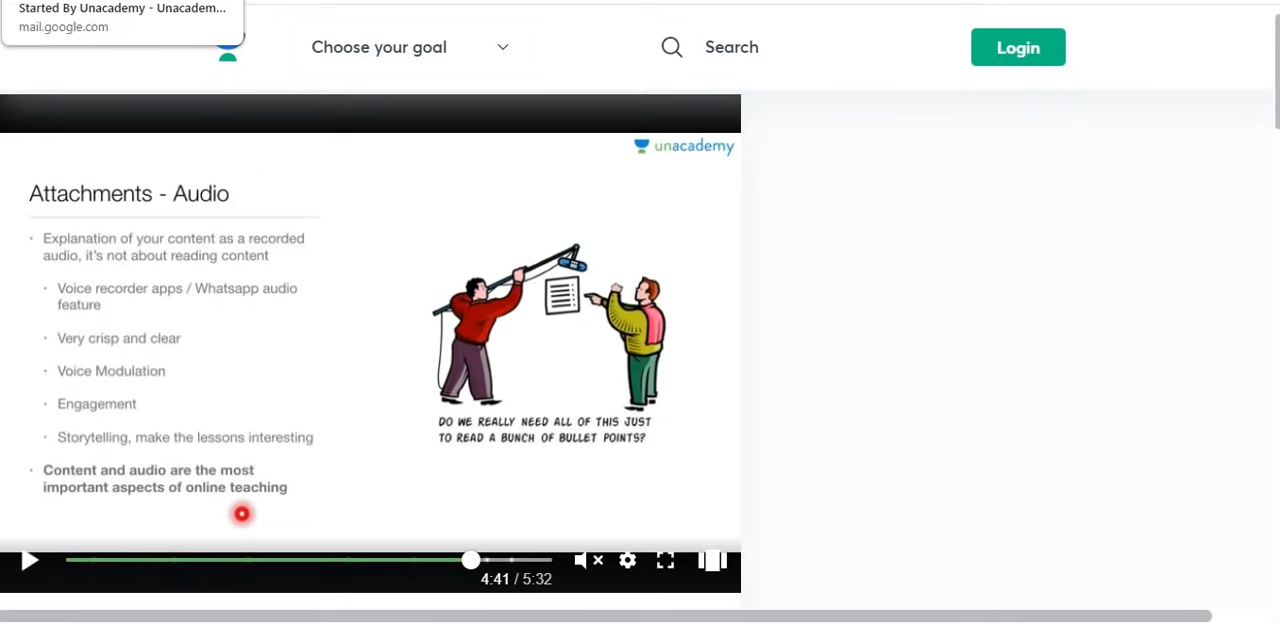 Started By Unacademy - Unacadem...
mail.google.com
Choose your goal
Search
Login
unacademy
Attachments - Audio
· Explanation of your content as a recorded
audio, it's not about reading content
· Voice recorder apps / Whatsapp audio
feature
· Very crisp and clear
· Voice Modulation
· Engagement
· Storytelling, make the lessons interesting
· Content and audio are the most
important aspects of online teaching
DO WE REALLY NEED ALL OF THIS JUST
TO READ A BUNCH OF BULLET POINTS?
4:41 / 5:32